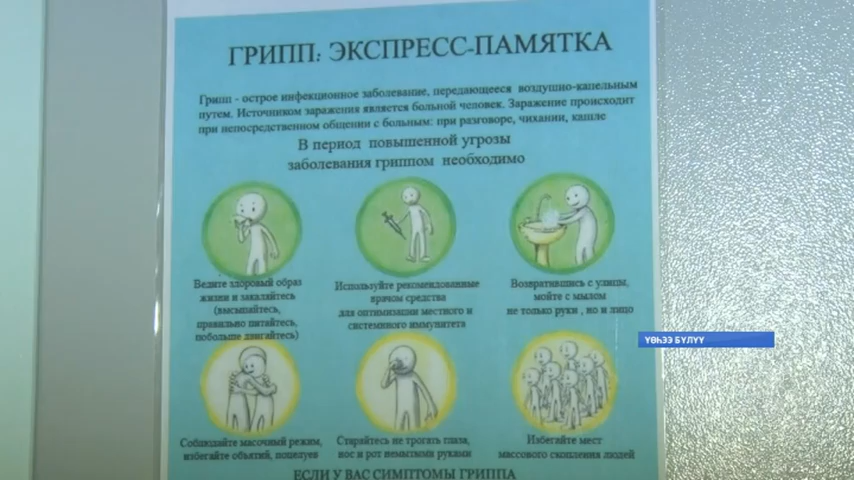 ГРИПП: ЭКСПРЕСС-ПАМЯТКА
Грипп - острое инфекционное заболевание, передающееся воздушно-капельным
путем. Источником заражения является больной человек. Заражение происходит
при непосредственном общении с больным: при разговоре, чихании, кашле
В период повышенной угрозы
заболевания гриппом необходимо
Ведите здоровый образ
жизни и закаляйтесь
(высыпайтесь,
правильно питайтесь,
побольше двигайтесь)
Используйте рекомендованные
врачом средства
для оптимизации местного и
системного иммунитета
Возвратившись с улицы,
мойте с мылом
не только руки , но и лицо
Соблюдайте масочный режим,
избегайте объятий, поцелуев
Старайтесь не трогать глаза,
нос и рот немытыми руками
Избегайте мест
массового скопления людей
ЕСЛИ У ВАС СИМПТОМЫ ГРИППА
ҮӨҺЭЭ БҮЛҮҮ